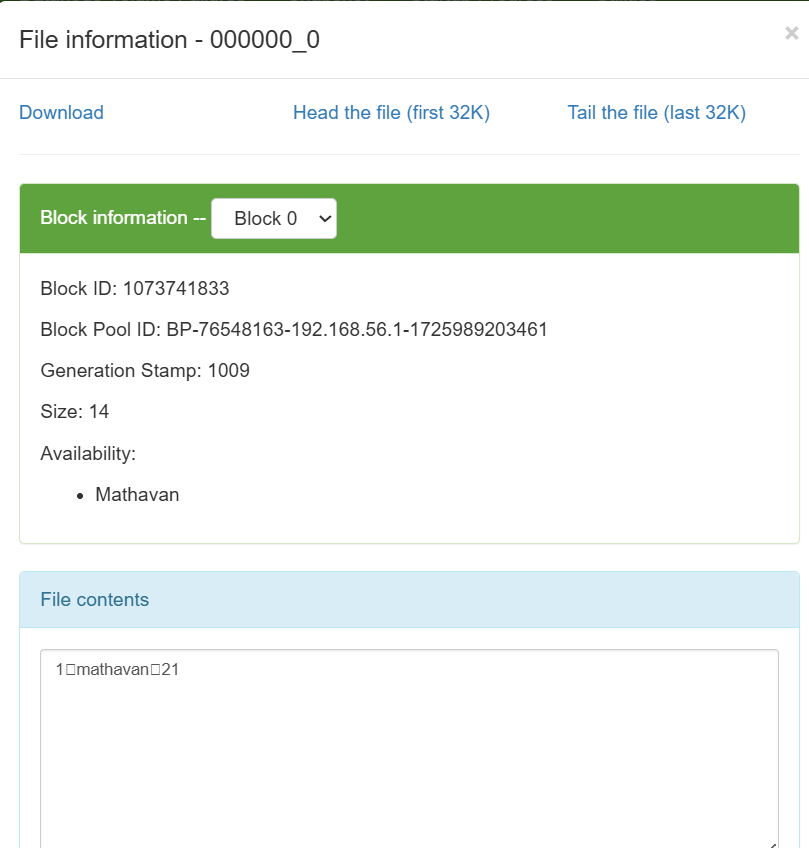 File information - 000000_0
×
Download Head the file (first 32K) Tail the file (last 32K)
Block information -- Block 0
Block ID: 1073741833
Block Pool ID: BP-76548163-192.168.56.1-1725989203461
Generation Stamp: 1009
Size: 14
Availability:
• Mathavan
File contents
1□mathavan□21